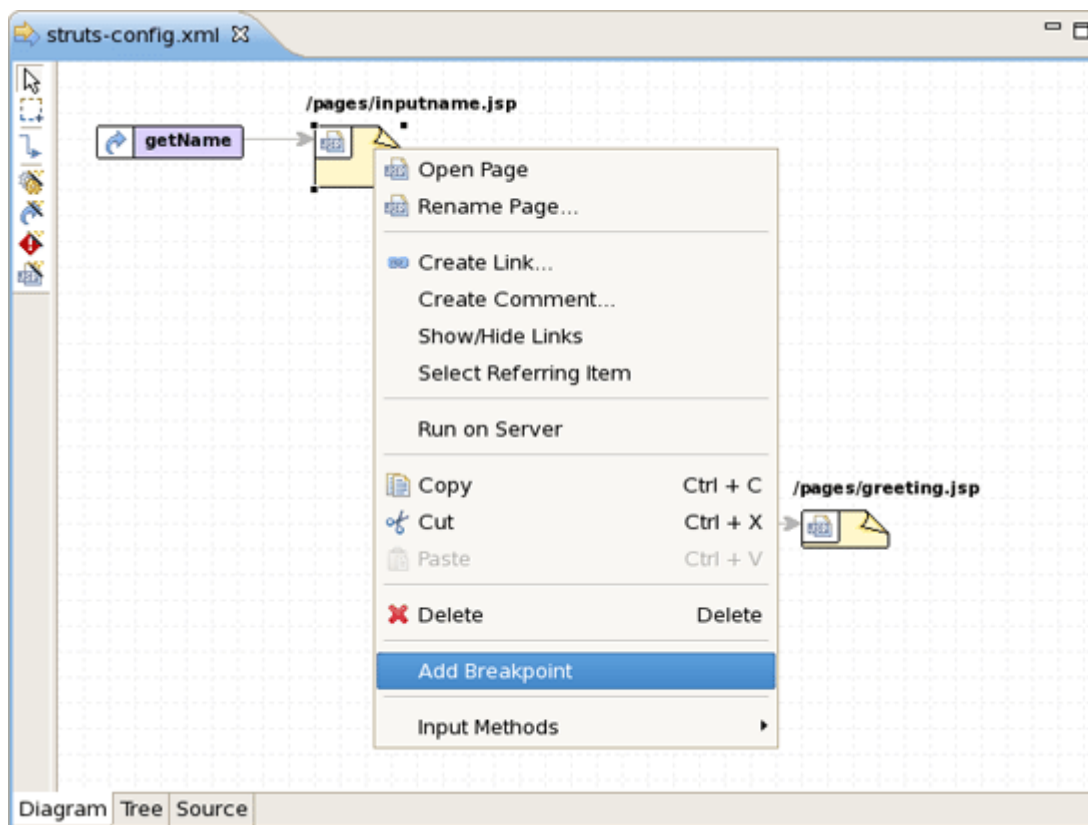 struts-config.xml
/pages/inputname.jsp
getName
Open Page
Rename Page...
Create Link...
Create Comment...
Show/Hide Links
Select Referring Item
Run on Server
Copy Ctrl + C
/pages/greeting.jsp
Cut Ctrl + X
Paste Ctrl + V
Delete Delete
Add Breakpoint
Input Methods
Diagram Tree Source